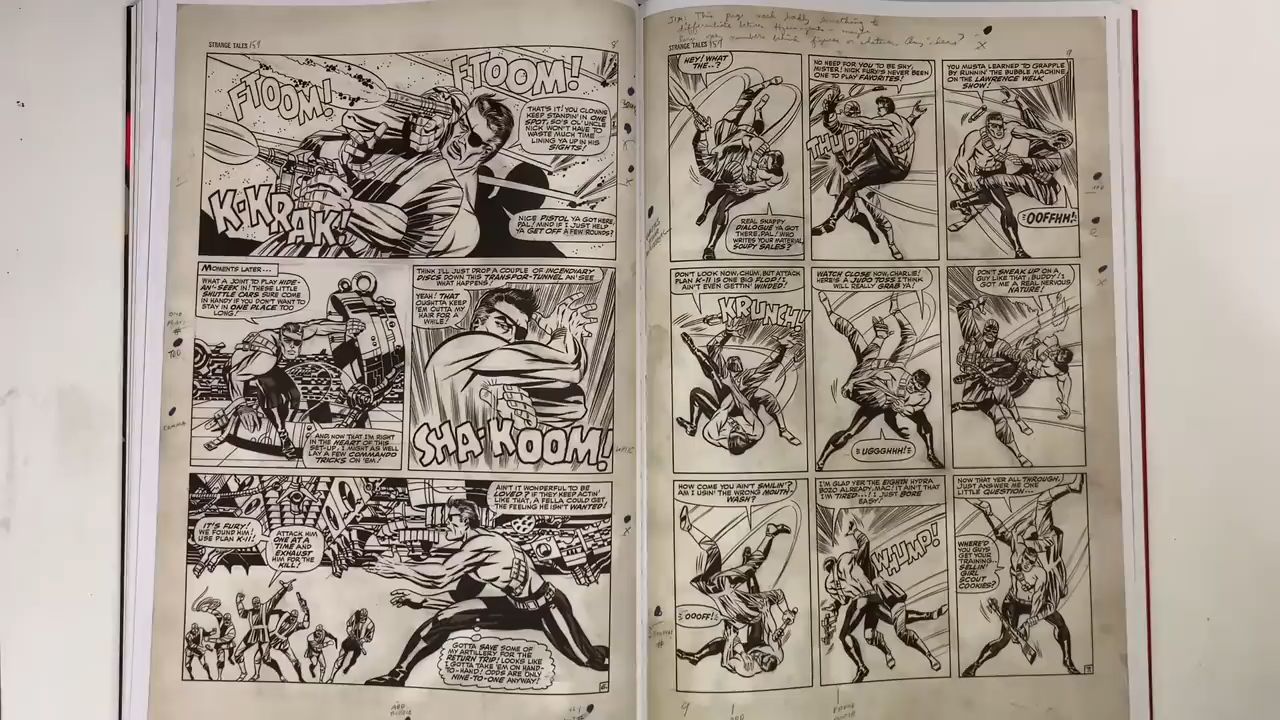 STRANGE TALES 157
8
FTOOM!
FTOOM!
THAT'S IT! YOU CLOWNS
KEEP STANDIN' IN ONE
SPOT, SO'S OL' UNCLE
NICK WON'T HAVE TO
WASTE MUCH TIME
LINING YA UP IN HIS
SIGHTS!
K-KRAK!
NICE PISTOL YA GOT HERE,
PAL! MIND IF I JUST HELP
YA GET OFF A FEW ROUNDS?
MOMENTS LATER...
WHAT A JOINT TO PLAY HIDE-
AN'-SEEK IN! THESE LITTLE
SHUTTLE CARS SURE COME
IN HANDY IF YOU DON'T WANT TO
STAY IN ONE PLACE TOO
LONG!
AND NOW THAT I'M RIGHT
IN THE HEART OF THIS
SET-UP, I MIGHT AS WELL
LAY A FEW COMMANDO
TRICKS ON 'EM!
THINK I'LL JUST DROP A COUPLE OF INCENDIARY
DISCS DOWN THIS TRANSPOR-TUNNEL AN' SEE
WHAT HAPPENS!
YEAH! THAT
OUGHTTA KEEP
'EM OUTTA MY
HAIR FOR A
WHILE!
SHA-KOOM!
IT'S FURY!
WE FOUND HIM!
USE PLAN K-11!
ATTACK HIM
ONE AT A
TIME AND
EXHAUST
HIM FOR THE
KILL!
AIN'T IT WONDERFUL TO BE
LOVED? IF THEY KEEP ACTIN'
LIKE THAT, A FELLA COULD GET
THE FEELING HE ISN'T WANTED!
GOTTA SAVE SOME OF
MY ARTILLERY FOR THE
RETURN TRIP! LOOKS LIKE
I GOTTA TAKE 'EM ON HAND-
TO-HAND! ODDS ARE ONLY
NINE-TO-ONE ANYWAY!
JIM: This page
STRANGE TALES 157
9
HEY! WHAT
THE..?
REAL SNAPPY
DIALOGUE YA GOT
THERE, PAL! WHO
WRITES YOUR MATERIAL,
SOUPY SALES?
NO NEED FOR YOU TO BE SHY,
MISTER! NICK FURY'S NEVER BEEN
ONE TO PLAY FAVORITES!
THUD!
YOU MUSTA LEARNED TO GRAPPLE
BY RUNNIN' THE BUBBLE MACHINE
ON THE LAWRENCE WELK
SHOW!
OOFFHH!
DON'T LOOK NOW, CHUM, BUT ATTACK
PLAN K-11 IS ONE BIG FLOP! I
AIN'T EVEN GETTIN' WINDED!
KRUNCH!
WATCH CLOSE NOW, CHARLIE!
HERE'S A JUDO TOSS I THINK
WILL REALLY GRAB YA!
UGGGHHH!
DON'T SNEAK UP ON A
GUY LIKE THAT, BUDDY! I
GOT ME A REAL NERVOUS
NATURE!
HOW COME YOU AIN'T SMILIN'?
AM I USIN' THE WRONG MOUTH
WASH?
OOOFF!
I'M GLAD YER THE EIGHTH HYDRA
BOZO ALREADY, MAC! IT AIN'T THAT
I'M TIRED...! I JUST BORE
EASY!
WHUMP!
NOW THAT YER ALL THROUGH,
JUST ANSWER ME ONE
LITTLE QUESTION...
WHERE'D
YOU GUYS
GET YOUR
TRAINING...
SELLIN'
GIRL
SCOUT
COOKIES?
9